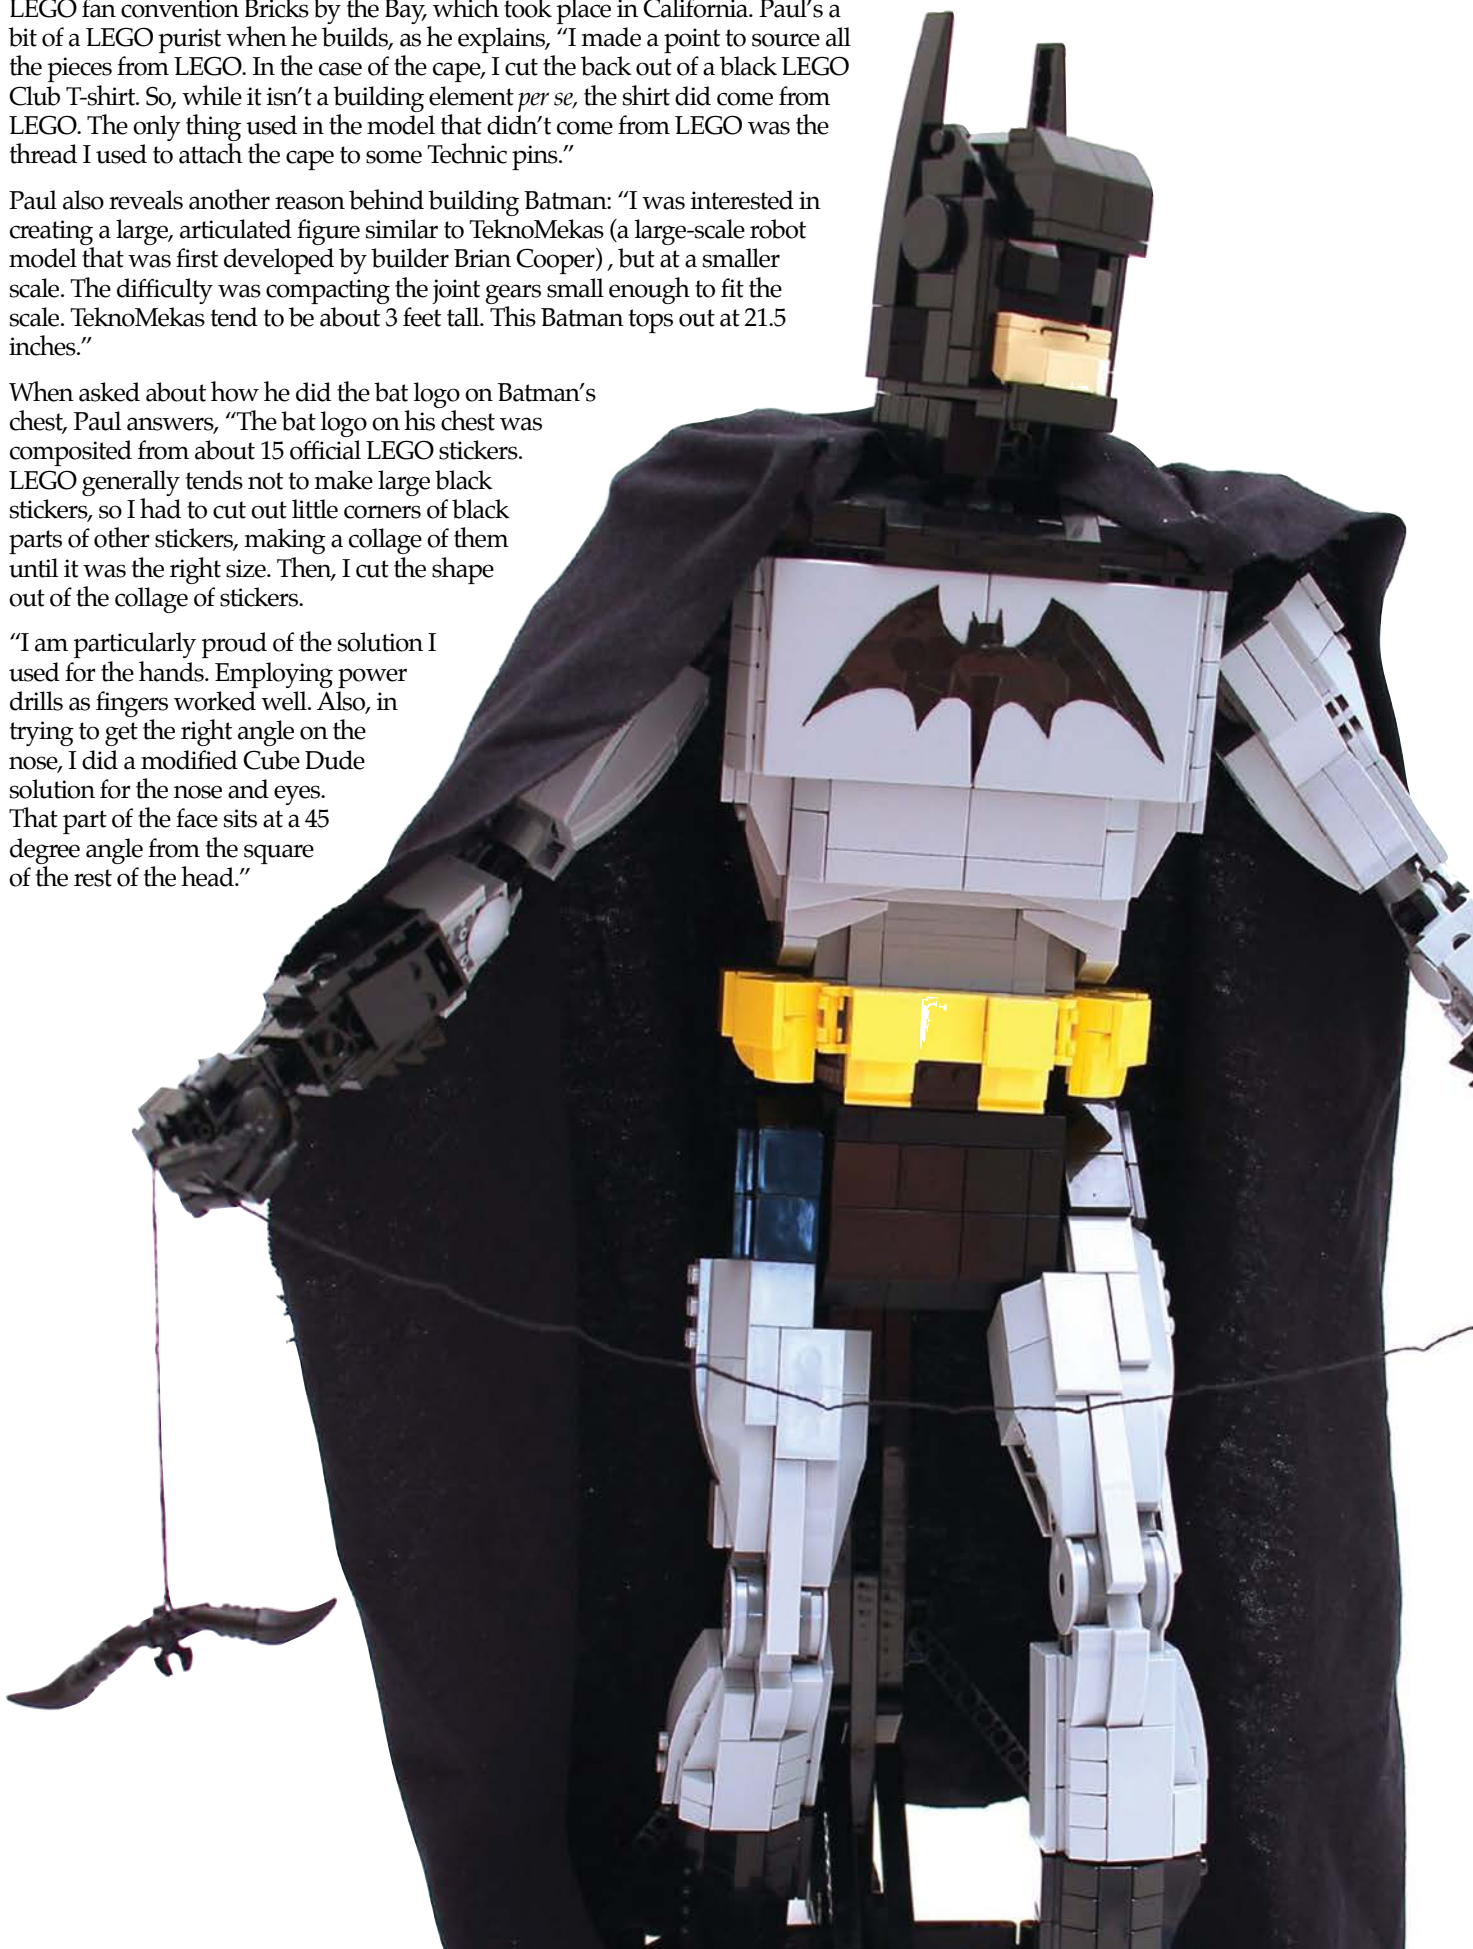 LEGO fan convention Bricks by the Bay, which took place in California. Paul's a
bit of a LEGO purist when he builds, as he explains, “I made a point to source all
the pieces from LEGO. In the case of the cape, I cut the back out of a black LEGO
Club T-shirt. So, while it isn't a building element per se, the shirt did come from
LEGO. The only thing used in the model that didn't come from LEGO was the
thread I used to attach the cape to some Technic pins.”
Paul also reveals another reason behind building Batman: “I was interested in
creating a large, articulated figure similar to TeknoMekas (a large-scale robot
model that was first developed by builder Brian Cooper) , but at a smaller
scale. The difficulty was compacting the joint gears small enough to fit the
scale. TeknoMekas tend to be about 3 feet tall. This Batman tops out at 21.5
inches.”
When asked about how he did the bat logo on Batman's
chest, Paul answers, “The bat logo on his chest was
composited from about 15 official LEGO stickers.
LEGO generally tends not to make large black
stickers, so I had to cut out little corners of black
parts of other stickers, making a collage of them
until it was the right size. Then, I cut the shape
out of the collage of stickers.
“I am particularly proud of the solution I
used for the hands. Employing power
drills as fingers worked well. Also, in
trying to get the right angle on the
nose, I did a modified Cube Dude
solution for the nose and eyes.
That part of the face sits at a 45
degree angle from the square
of the rest of the head.”